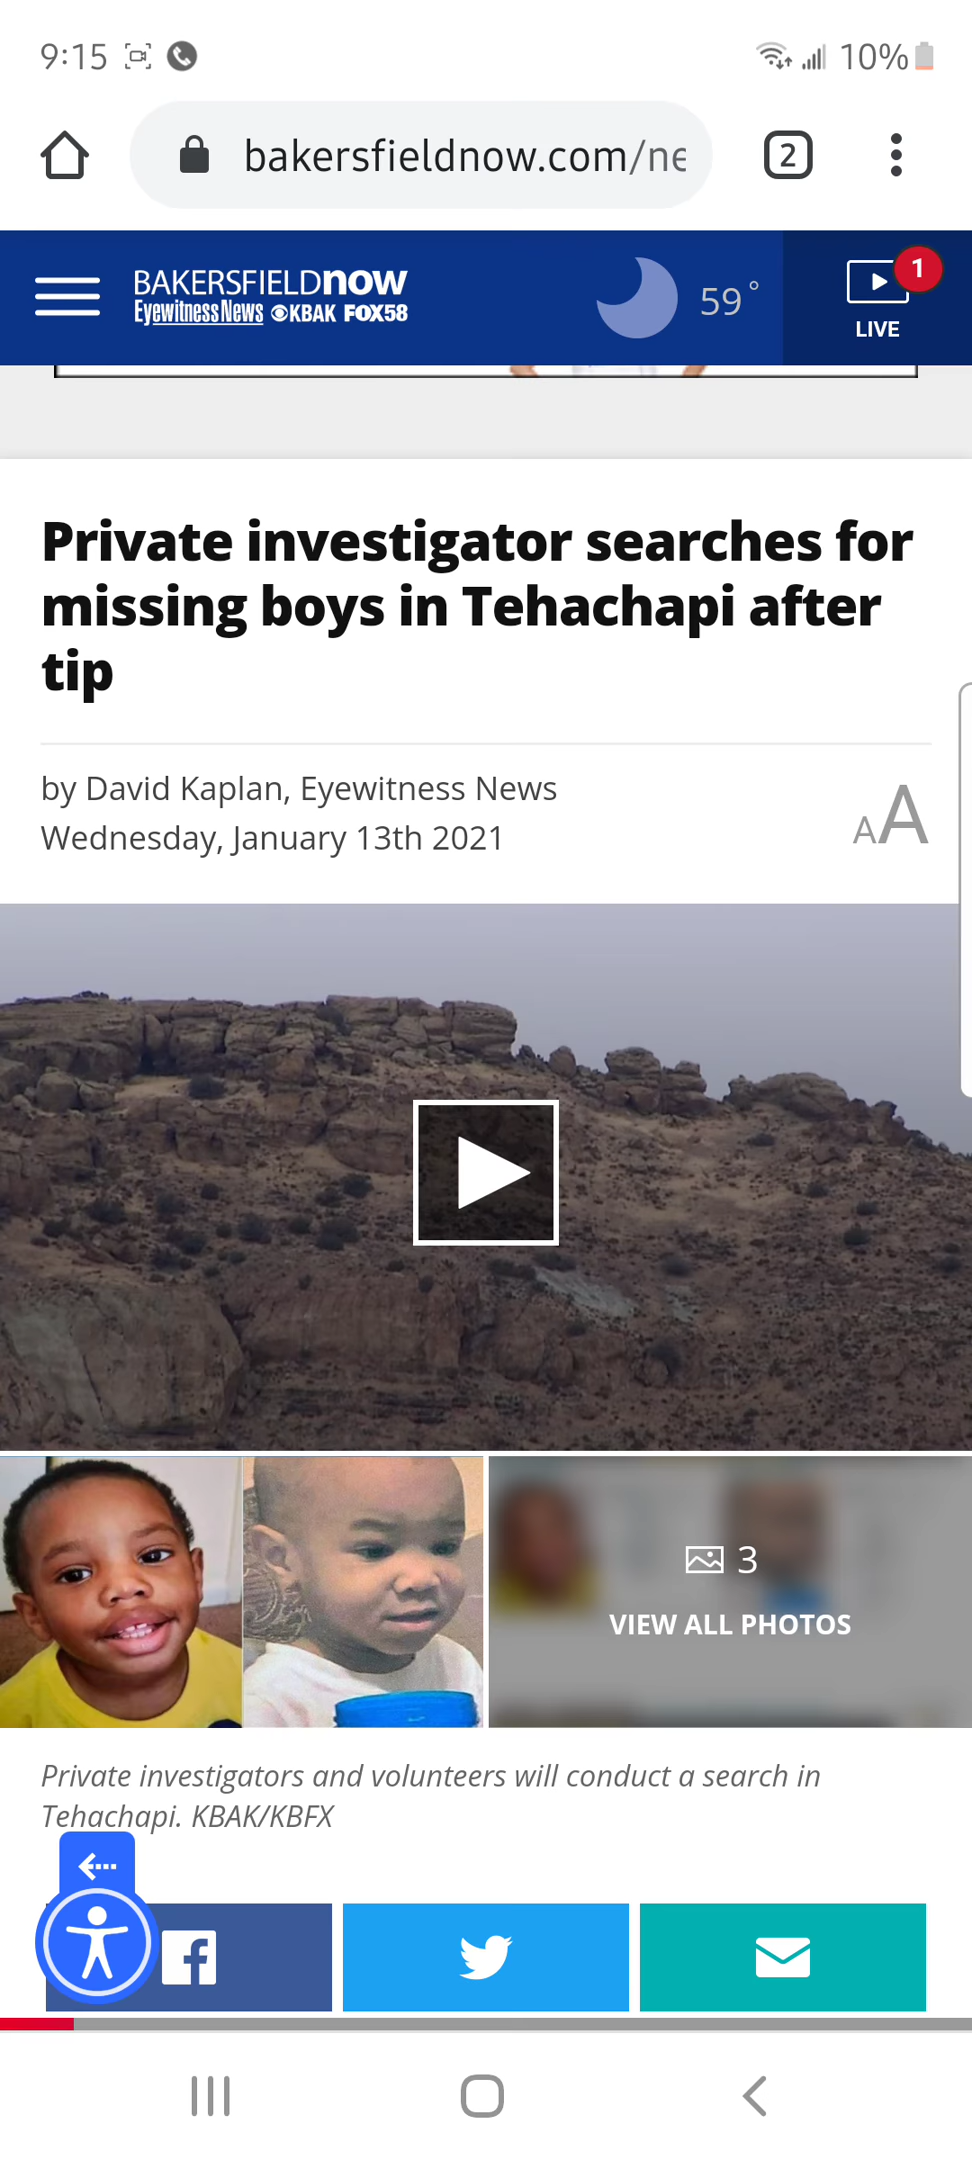 9:15
10%
bakersfieldnow.com/ne
2
BAKERSFIELDnow
EyewitnessNews KBAK FOX58
59°
1
LIVE
Private investigator searches for
missing boys in Tehachapi after
tip
by David Kaplan, Eyewitness News
Wednesday, January 13th 2021
AA
3
VIEW ALL PHOTOS
Private investigators and volunteers will conduct a search in
Tehachapi. KBAK/KBFX